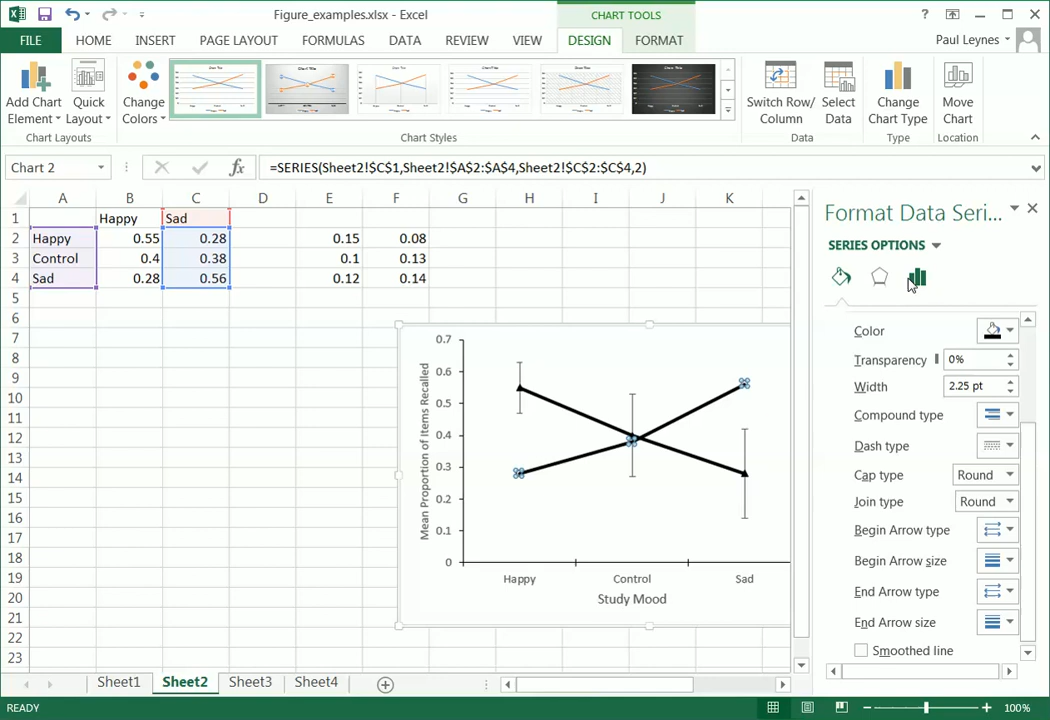 Figure_examples.xlsx - Excel
CHART TOOLS
FILE HOME INSERT PAGE LAYOUT FORMULAS DATA REVIEW VIEW DESIGN FORMAT
Paul Leynes
Add Chart Element
Quick Layout
Change Colors
Switch Row/ Column
Select Data
Change Chart Type
Move Chart
Chart Layouts
Chart Styles
Data
Type
Location
Chart 2
fx
=SERIES(Sheet2!$C$1,Sheet2!$A$2:$A$4,Sheet2!$C$2:$C$4,2)
A B C D E F G H I J K
1 Happy Sad
2 Happy 0.55 0.28 0.15 0.08
3 Control 0.4 0.38 0.1 0.13
4 Sad 0.28 0.56 0.12 0.14
5
6
7
8
9
10
11
12
13
14
15
16
17
18
19
20
21
22
23
Mean Proportion of Items Recalled
0.7
0.6
0.5
0.4
0.3
0.2
0.1
0
Happy Control Sad
Study Mood
Format Data Seri...
SERIES OPTIONS
Color
Transparency 0%
Width 2.25 pt
Compound type
Dash type
Cap type Round
Join type Round
Begin Arrow type
Begin Arrow size
End Arrow type
End Arrow size
Smoothed line
Sheet1 Sheet2 Sheet3 Sheet4
READY
100%